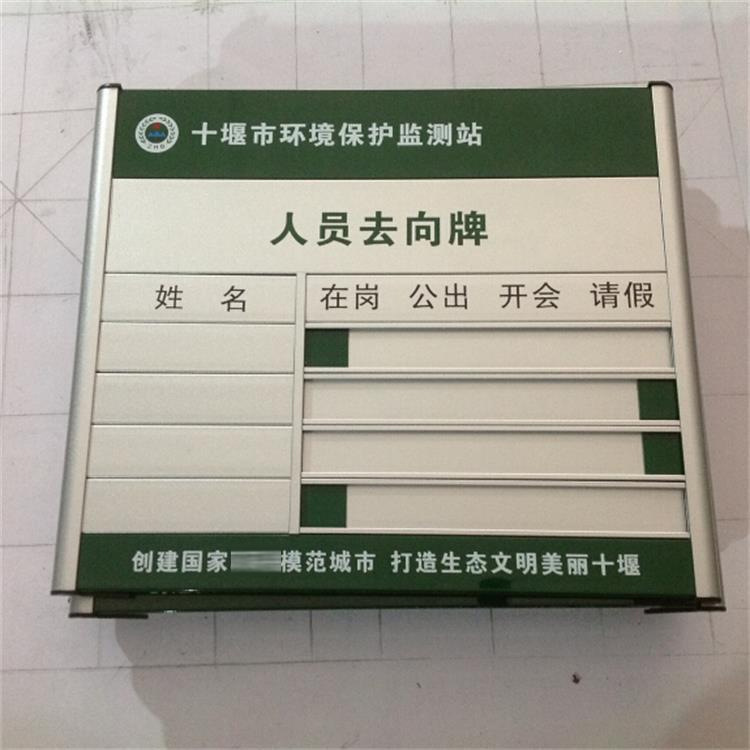 十堰市环境保护监测站
ZHB
人员去向牌
姓 名 在岗 公出 开会 请假
创建国家 模范城市 打造生态文明美丽十堰